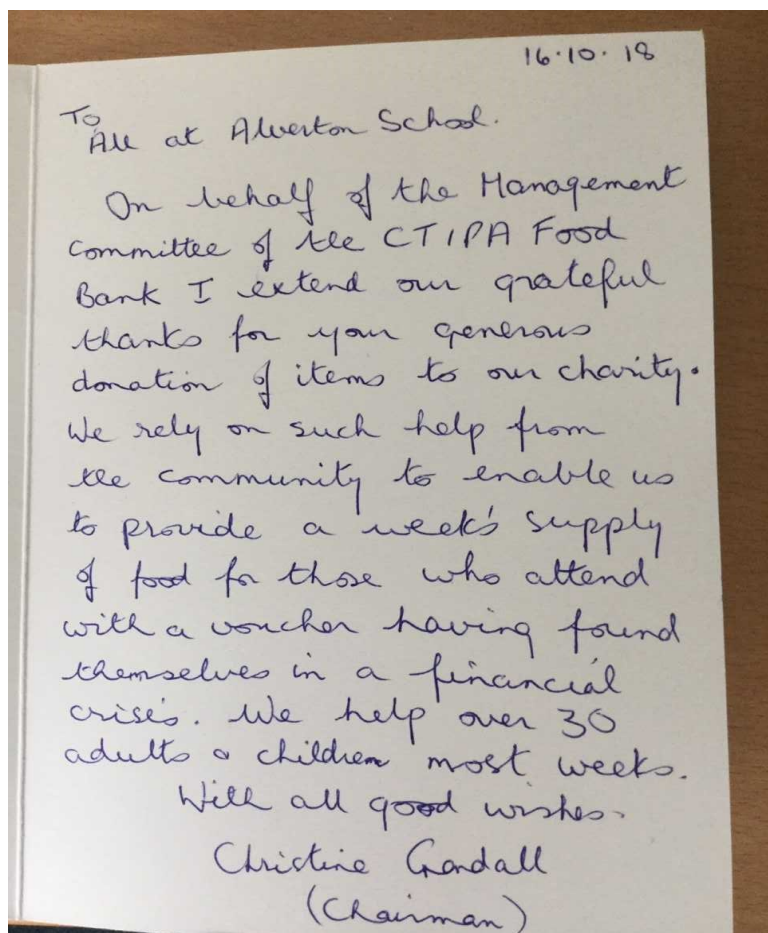 16.10.18
To
All at Alverton School.
On behalf of the Management
Committee of the CTIPA Food
Bank I extend our grateful
thanks for your generous
donation of items to our charity.
We rely on such help from
the community to enable us
to provide a week's supply
of food for those who attend
with a voucher having found
themselves in a financial
crisis. We help over 30
adults & children most weeks.
With all good wishes.
Christine
(Chairman)